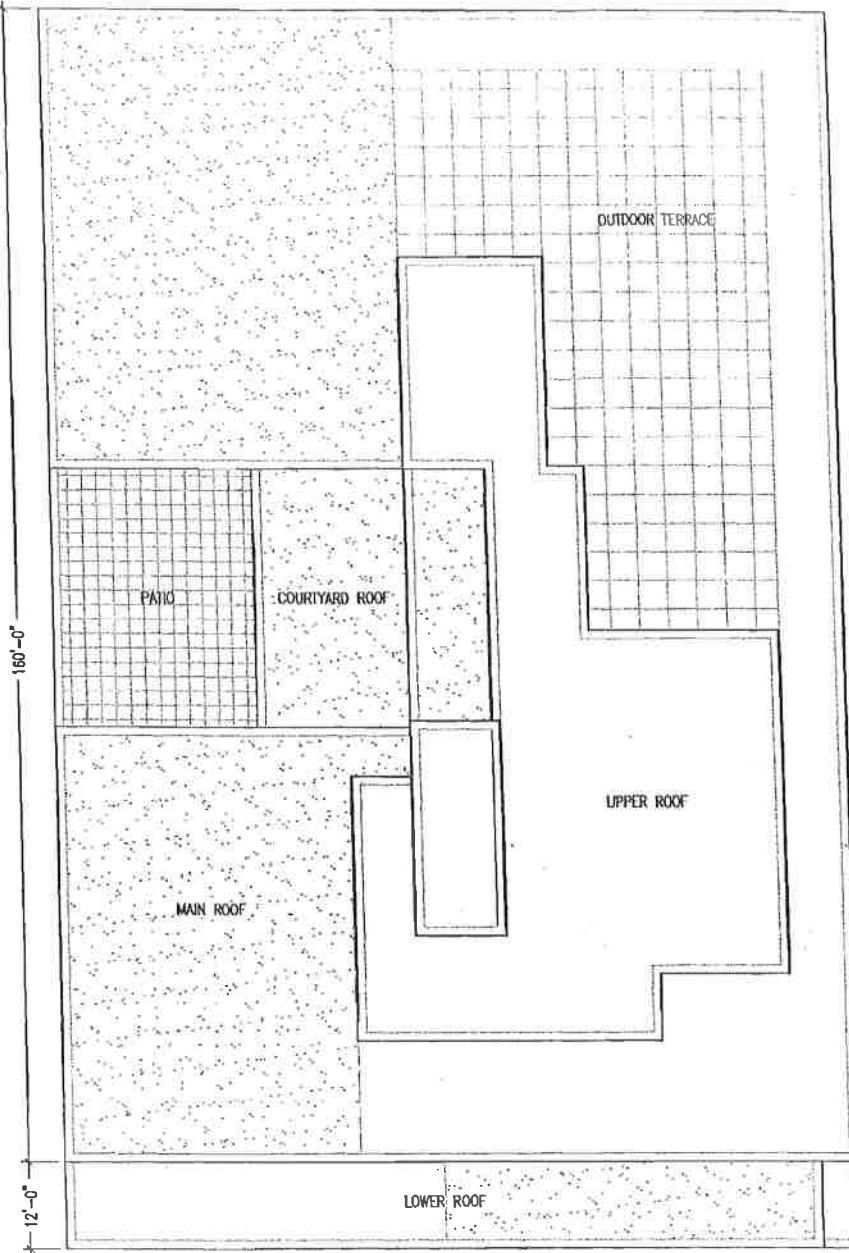 OUTDOOR TERRACE
PATIO
COURTYARD ROOF
160'-0"
UPPER ROOF
MAIN ROOF
LOWER ROOF
12'-0"